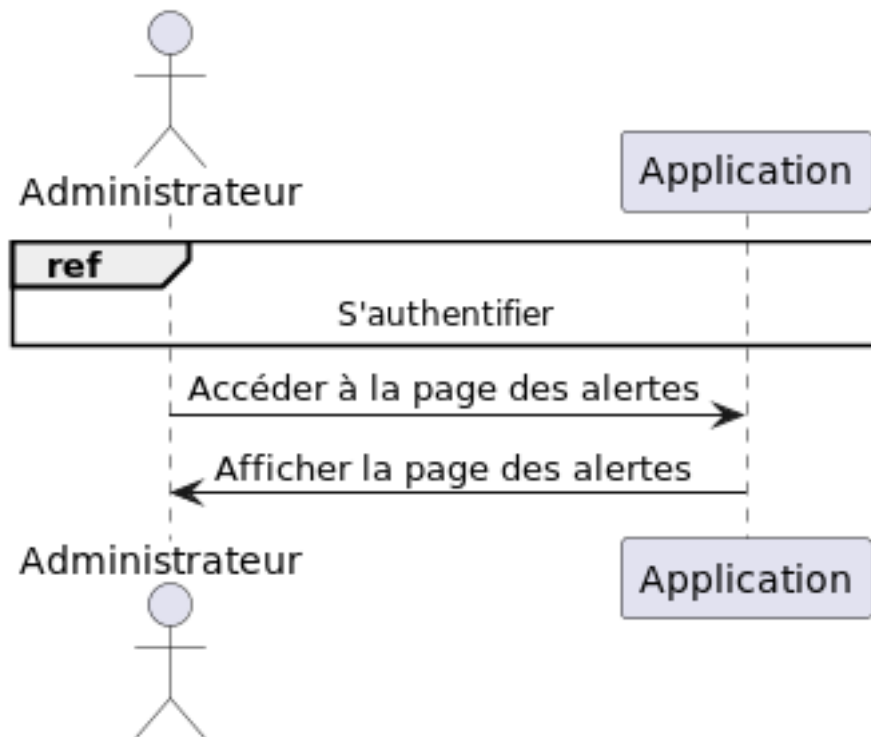 Administrateur
Application
ref
S'authentifier
Accéder à la page des alertes
Afficher la page des alertes
Administrateur
Application